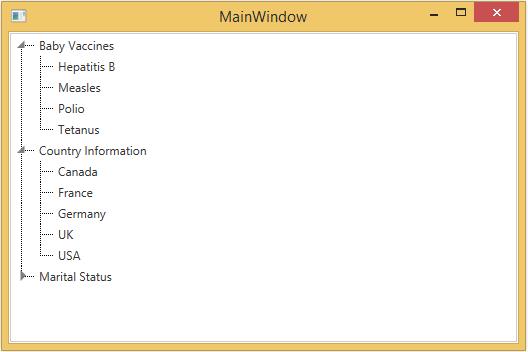 MainWindow
Baby Vaccines
Hepatitis B
Measles
Polio
Tetanus
Country Information
Canada
France
Germany
UK
USA
Marital Status